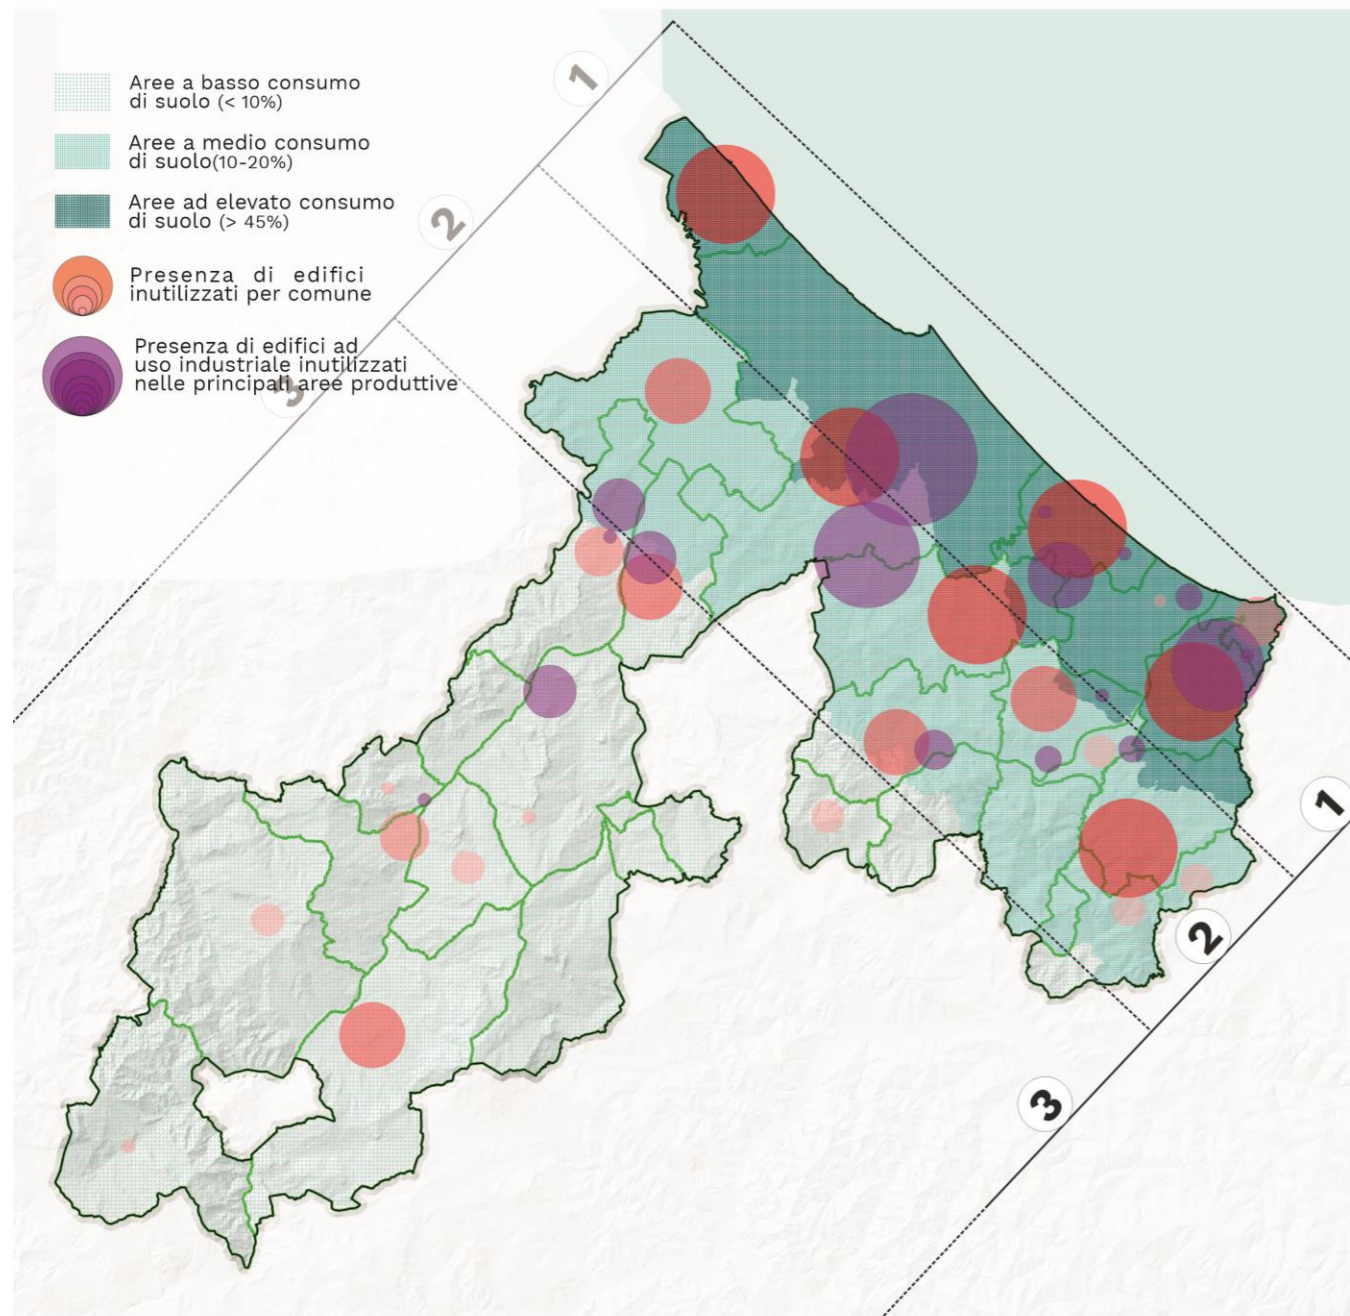 Aree a basso consumo
di suolo (< 10%)
Aree a medio consumo
di suolo(10-20%)
Aree ad elevato consumo
di suolo (> 45%)
Presenza di edifici
inutilizzati per comune
Presenza di edifici ad
uso industriale inutilizzati
nelle principali aree produttive
1
2
3
1
2
3